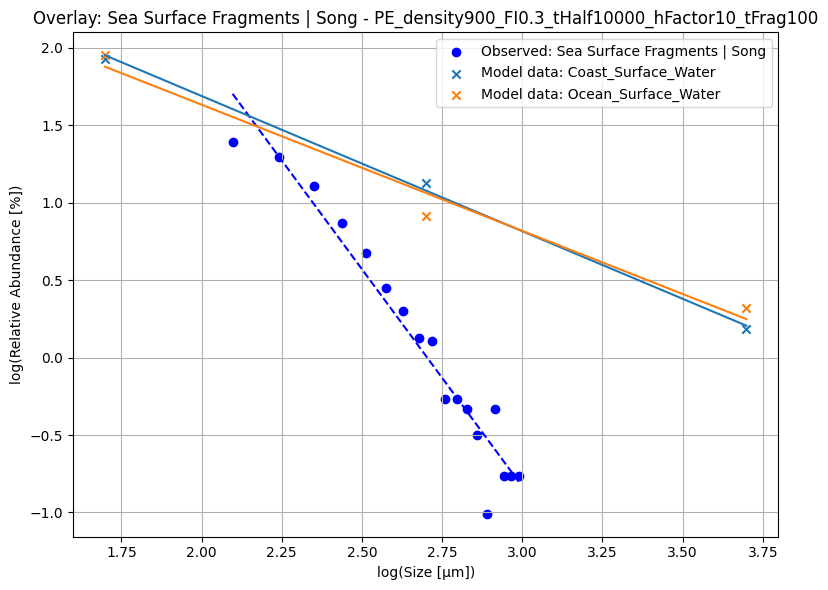 Overlay: Sea Surface Fragments | Song - PE_density900_FI0.3_tHalf10000_hFactor10_tFrag100
Observed: Sea Surface Fragments | Song
Model data: Coast_Surface_Water
Model data: Ocean_Surface_Water
log(Relative Abundance [%])
2.0
1.5
1.0
0.5
0.0
−0.5
−1.0
1.75 2.00 2.25 2.50 2.75 3.00 3.25 3.50 3.75
log(Size [µm])